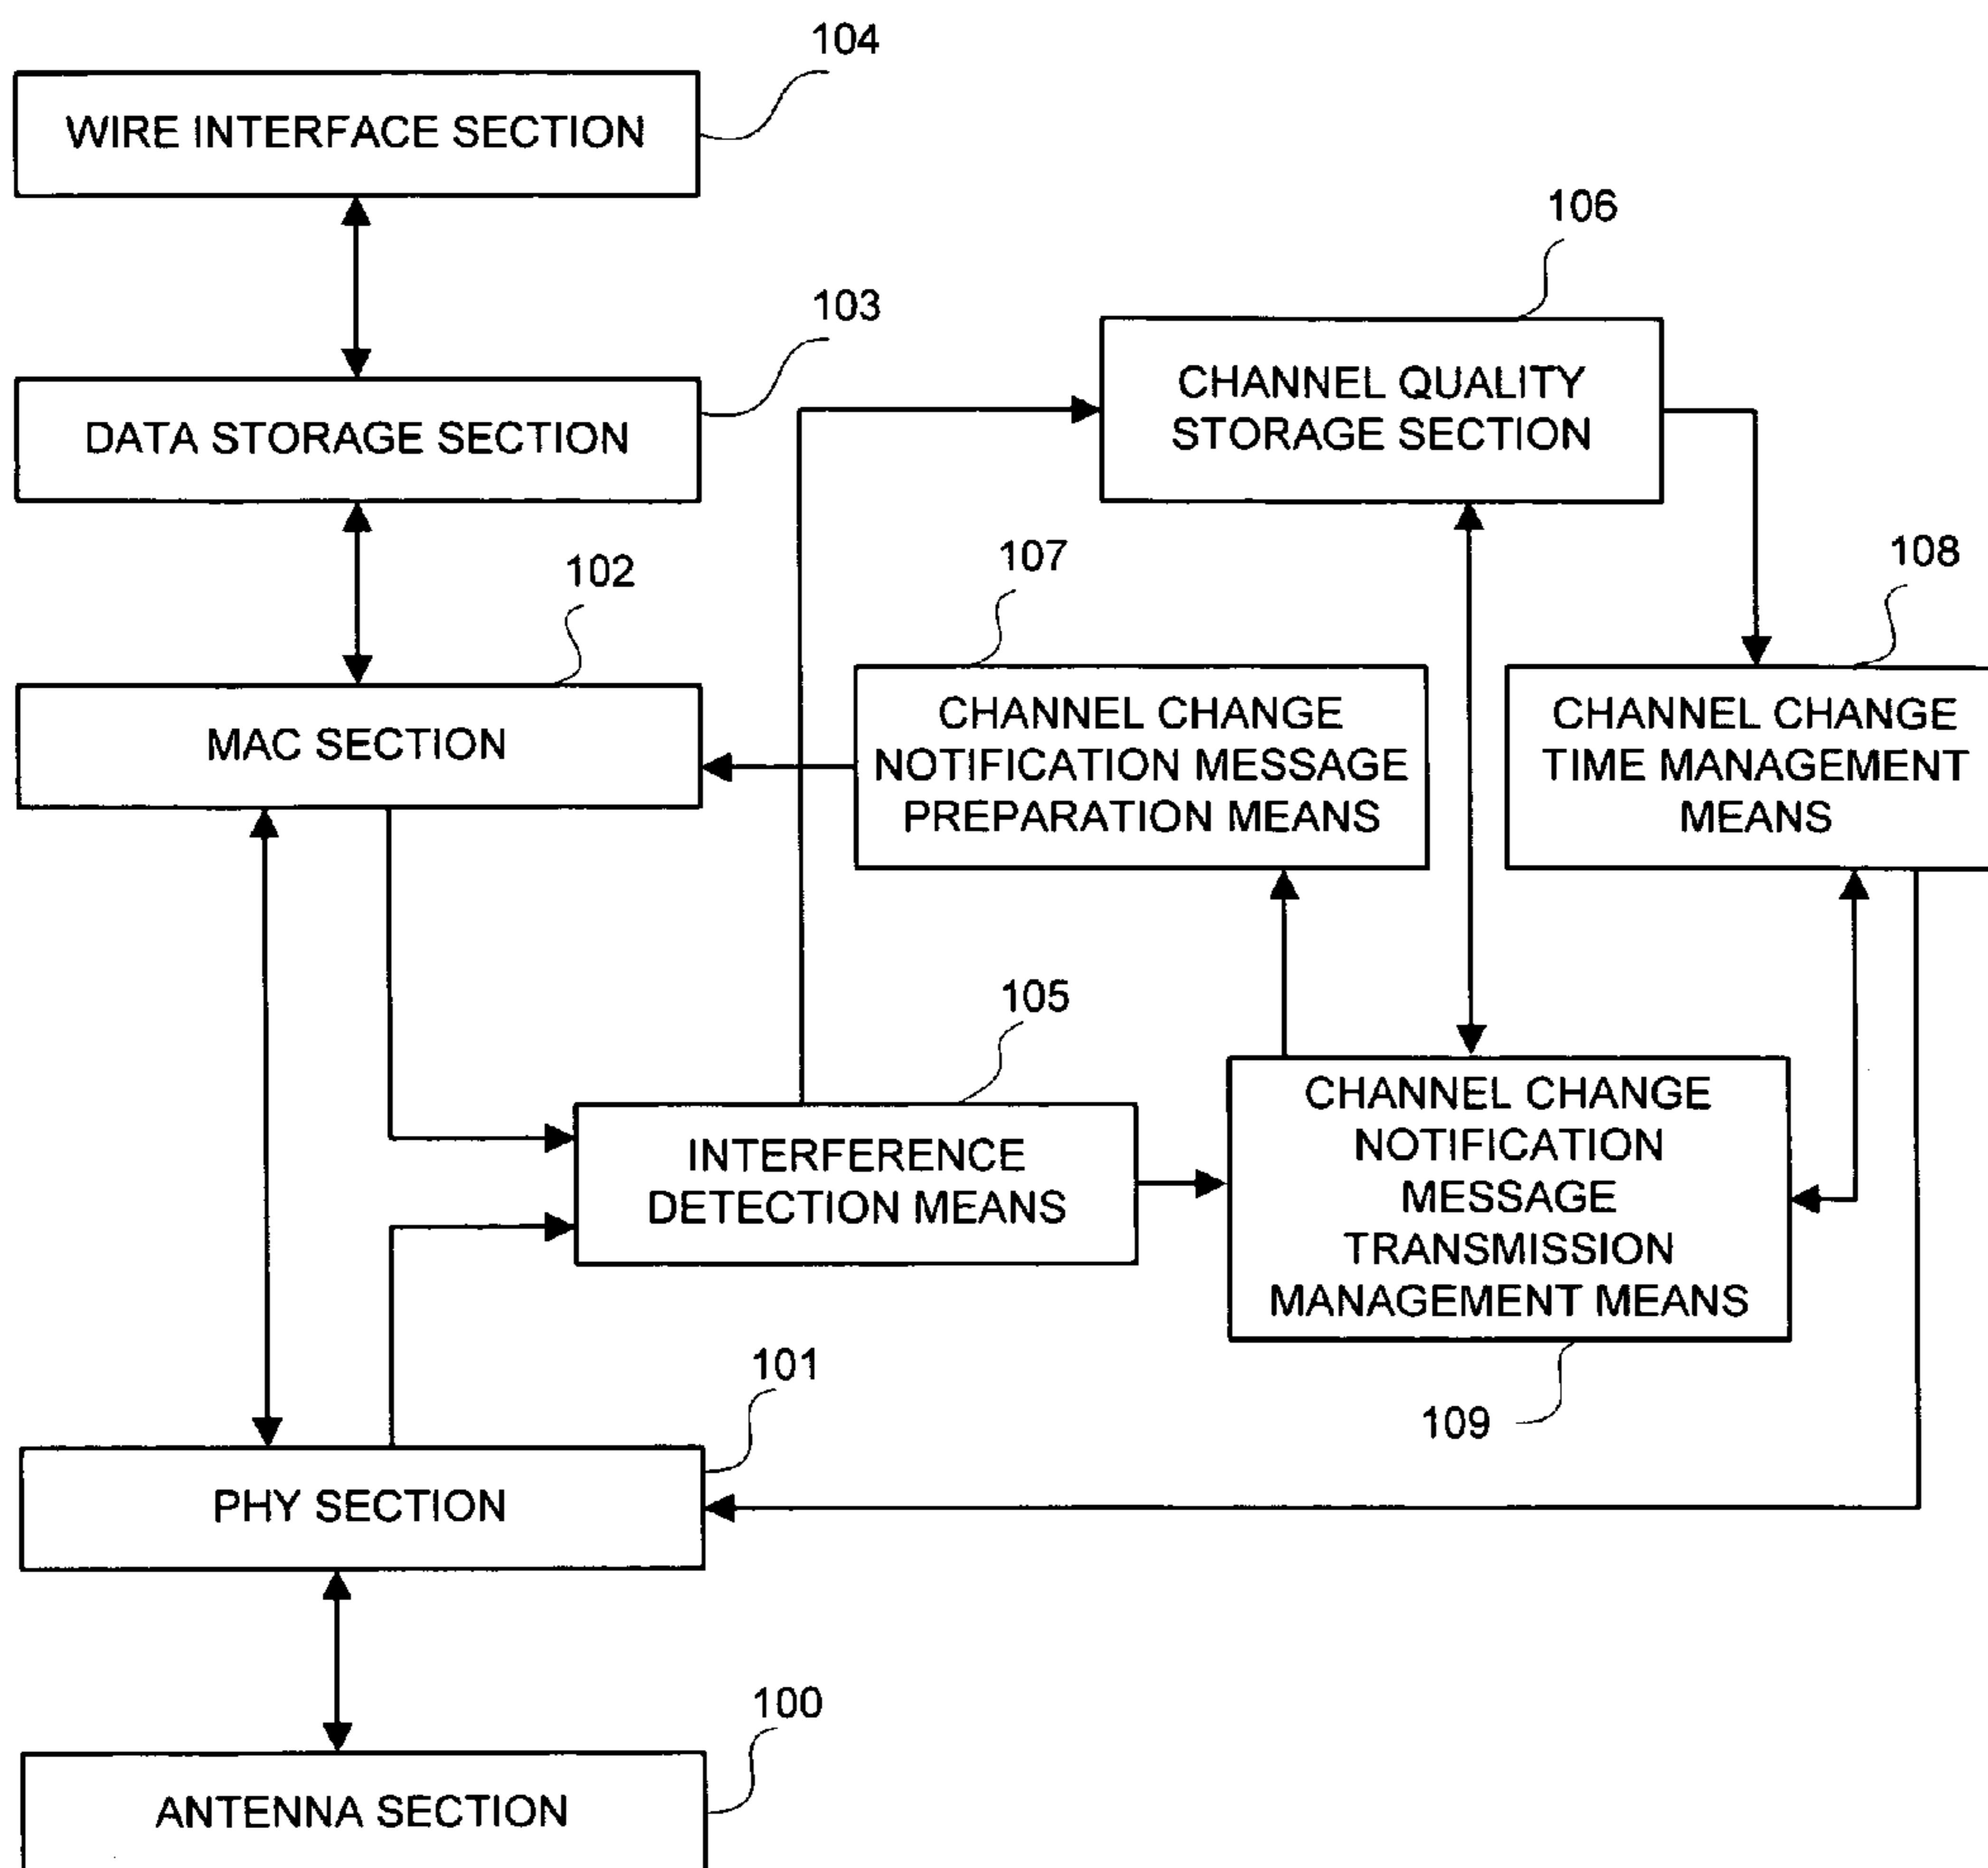 104
WIRE INTERFACE SECTION
106
103
CHANNEL QUALITY
STORAGE SECTION
DATA STORAGE SECTION
107
108
102
CHANNEL CHANGE
NOTIFICATION MESSAGE
PREPARATION MEANS
CHANNEL CHANGE
TIME MANAGEMENT
MEANS
MAC SECTION
105
INTERFERENCE
DETECTION MEANS
CHANNEL CHANGE
NOTIFICATION
MESSAGE
TRANSMISSION
MANAGEMENT MEANS
101
109
PHY SECTION
100
ANTENNA SECTION